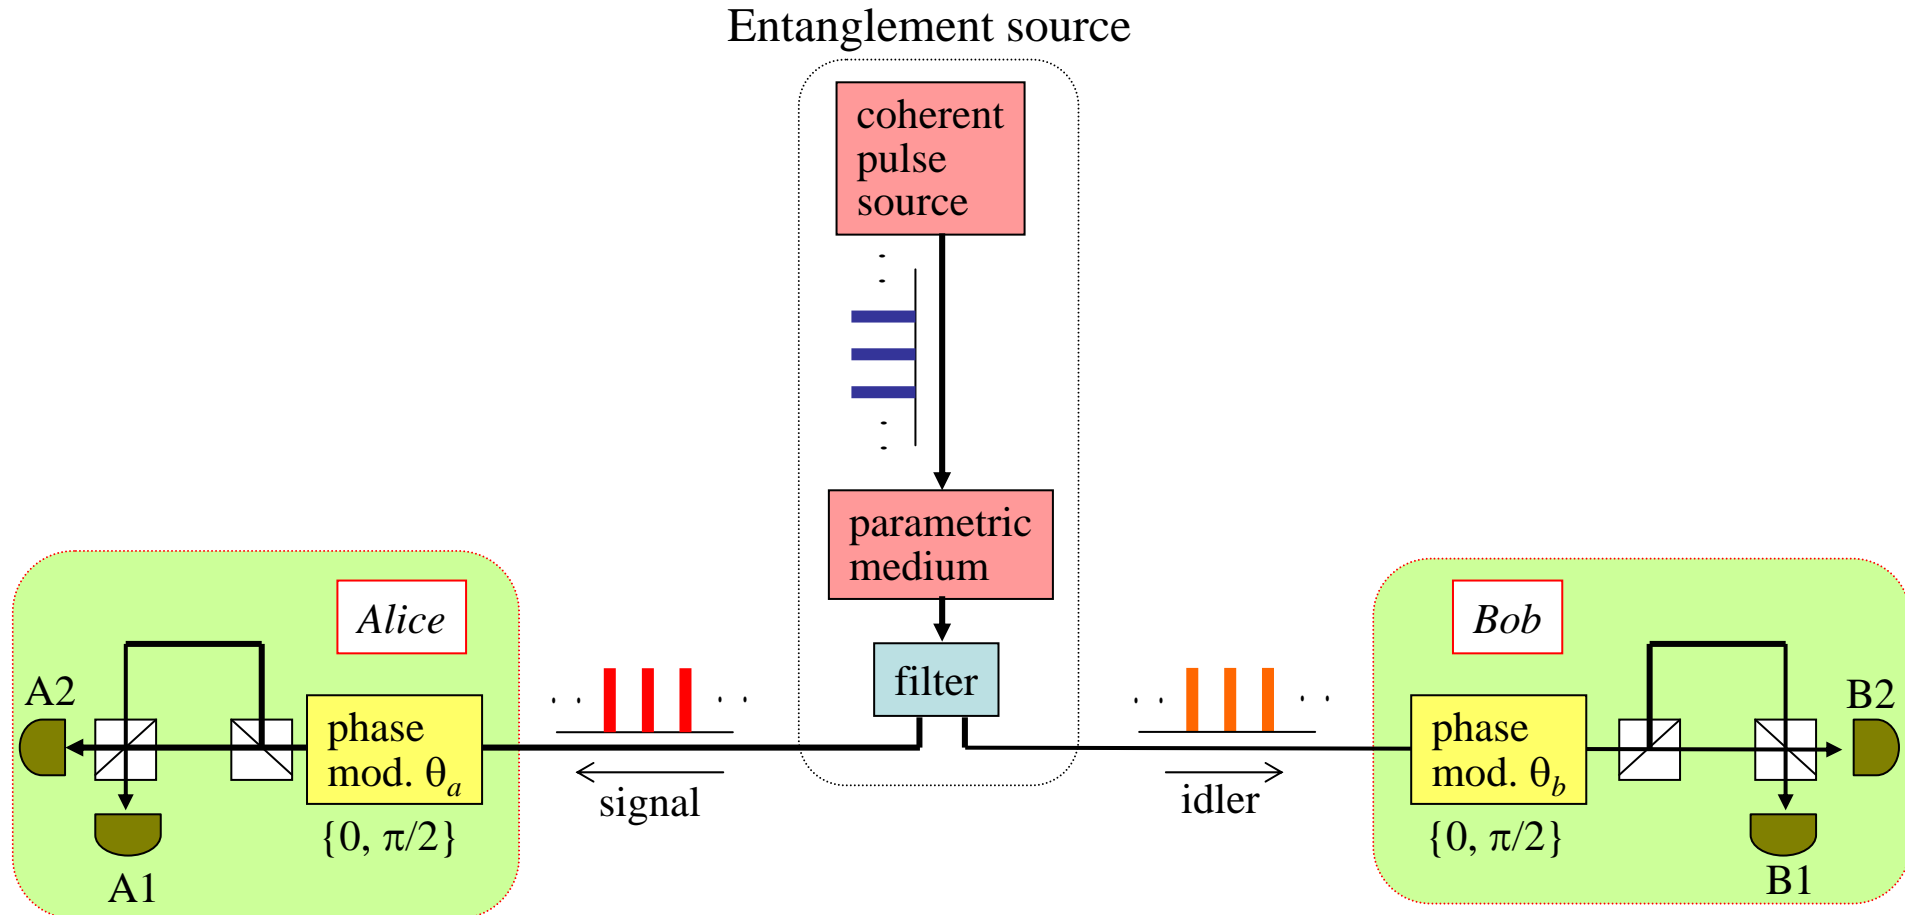 Entanglement source
coherent
pulse
source
parametric
medium
filter
Alice
A2
phase
mod. θa
{0, π/2}
A1
signal
idler
Bob
B2
phase
mod. θb
{0, π/2}
B1